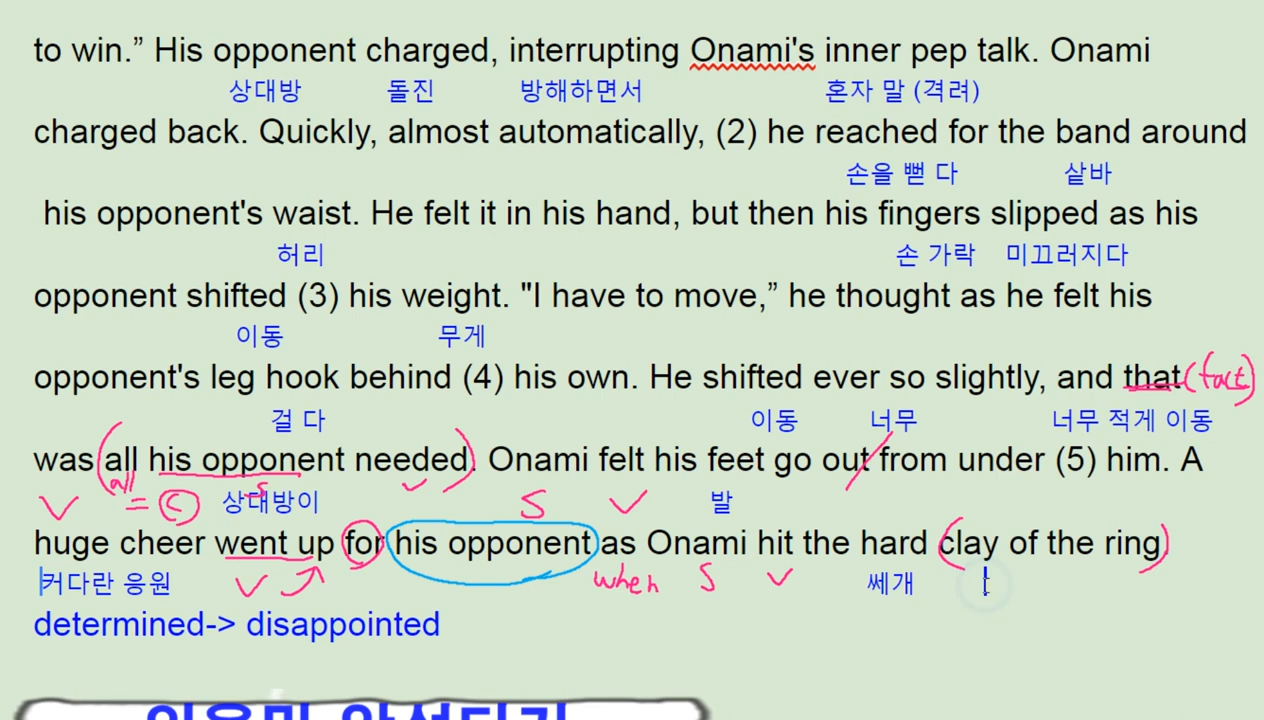 to win.” His opponent charged, interrupting Onami's inner pep talk. Onami
상대방 돌진 방해하면서 혼자 말 (격려)
charged back. Quickly, almost automatically, (2) he reached for the band around
손을 뻗 다 샅바
his opponent's waist. He felt it in his hand, but then his fingers slipped as his
허리 손 가락 미끄러지다
opponent shifted (3) his weight. "I have to move,” he thought as he felt his
이동 무게
opponent's leg hook behind (4) his own. He shifted ever so slightly, and that (fact)
걸 다 이동 너무 너무 적게 이동
was (all his opponent needed). Onami felt his feet go out from under (5) him. A
V all = C S 상대방이 V S V 발
huge cheer went up for his opponent as Onami hit the hard (clay of the ring)
커다란 응원 V when S V 쎄개
determined-> disappointed